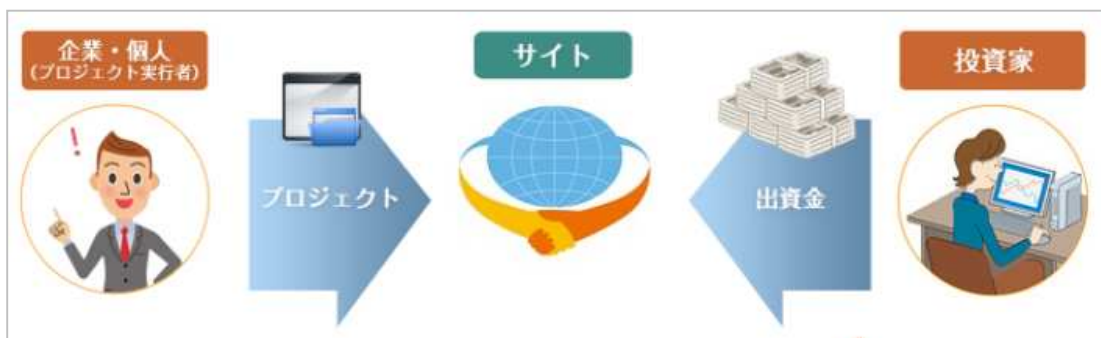 企業・個人
(プロジェクト実行者)
サイト
投資家
プロジェクト
出資金